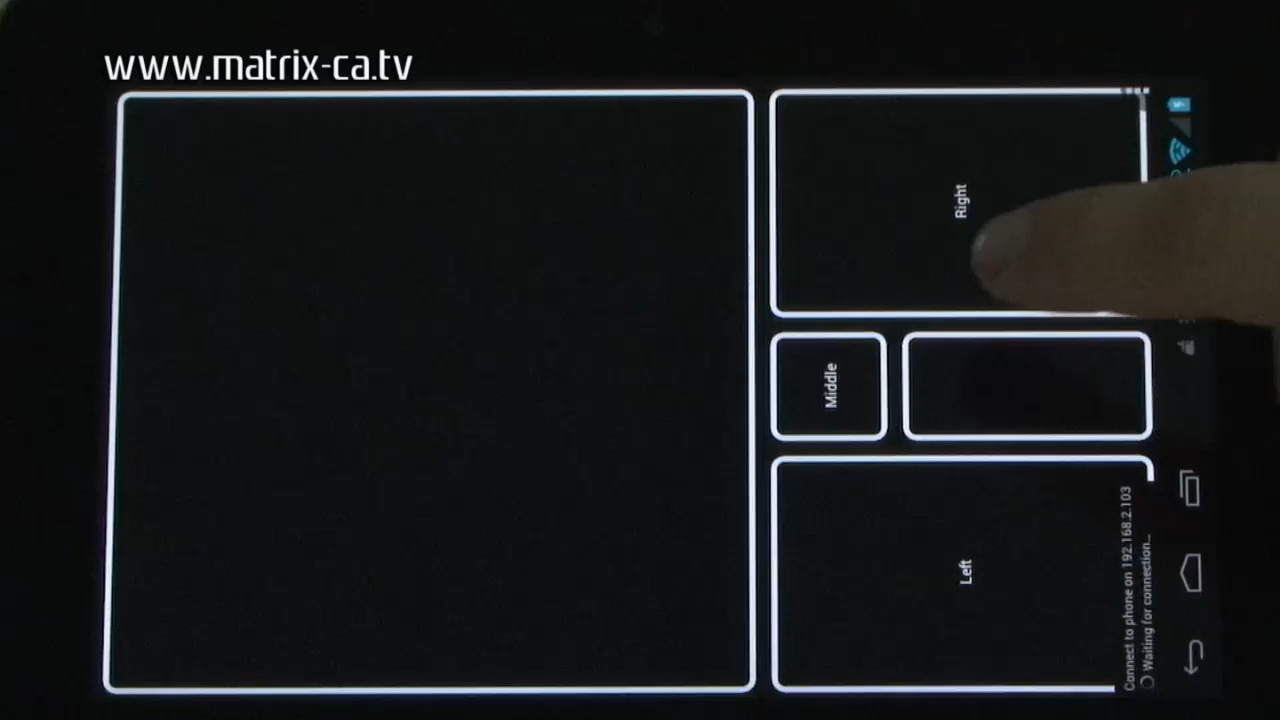 www.matrix-ca.tv
Right
Middle
Left
Connect to phone on 192.168.2.103
Waiting for connection...